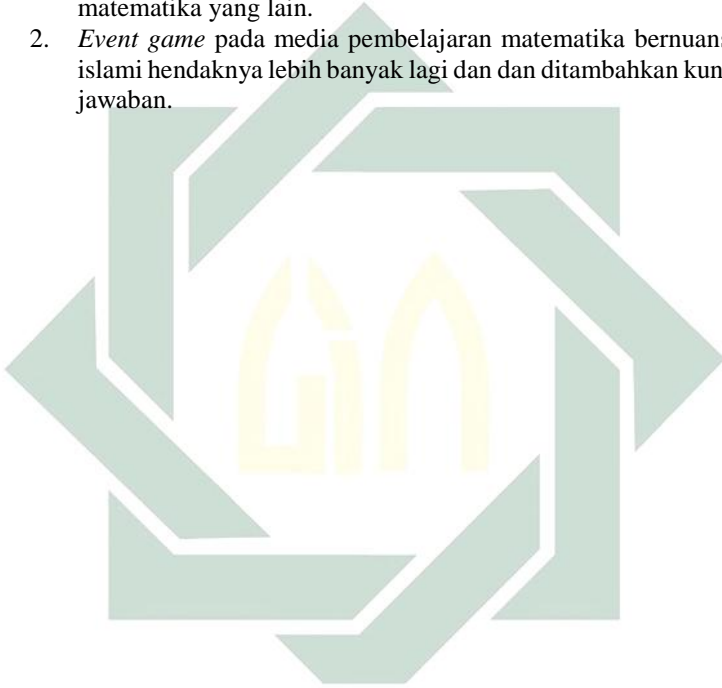 matematika yang lain.
2. Event game pada media pembelajaran matematika bernuans
islami hendaknya lebih banyak lagi dan dan ditambahkan kun
jawaban.